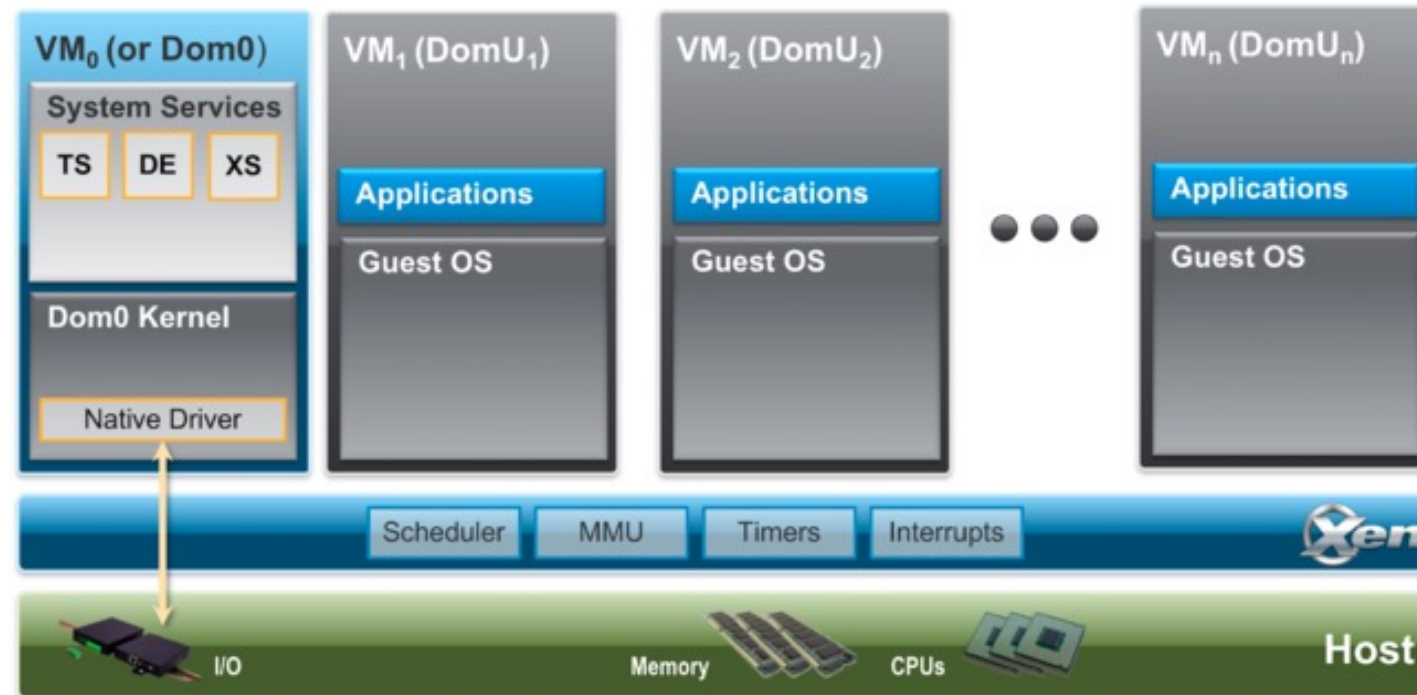 VM₀ (or Dom0)
System Services
TS DE XS
Dom0 Kernel
Native Driver
VM₁ (DomU₁)
Applications
Guest OS
VM₂ (DomU₂)
Applications
Guest OS
VMₙ (DomUₙ)
Applications
Guest OS
Scheduler MMU Timers Interrupts
Xen
I/O Memory CPUs Host